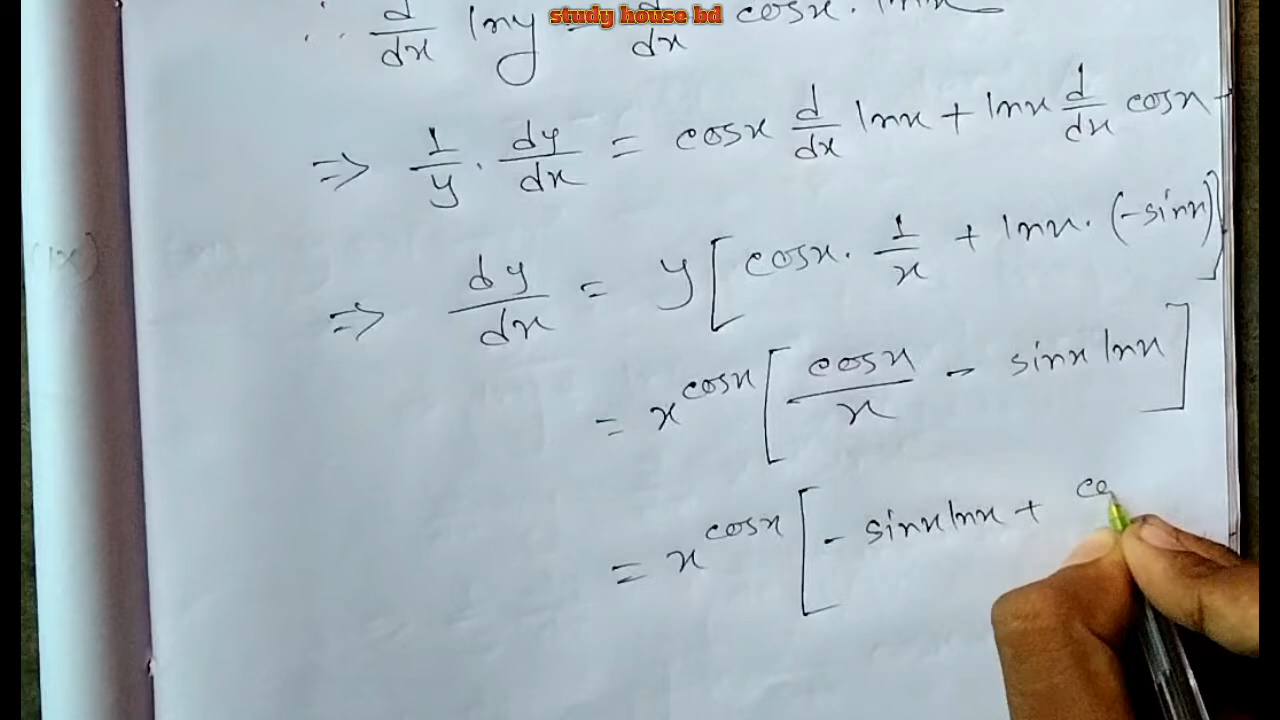 study house bd
∴ d/dx lny = d/dx cosx . lnx
⇒ 1/y . dy/dx = cosx d/dx lnx + lnx d/dx cosx
⇒ dy/dx = y[cosx . 1/x + lnx . (-sinx)]
= x^cosx [cosx/x - sinx lnx]
= x^cosx [- sinx lnx + co